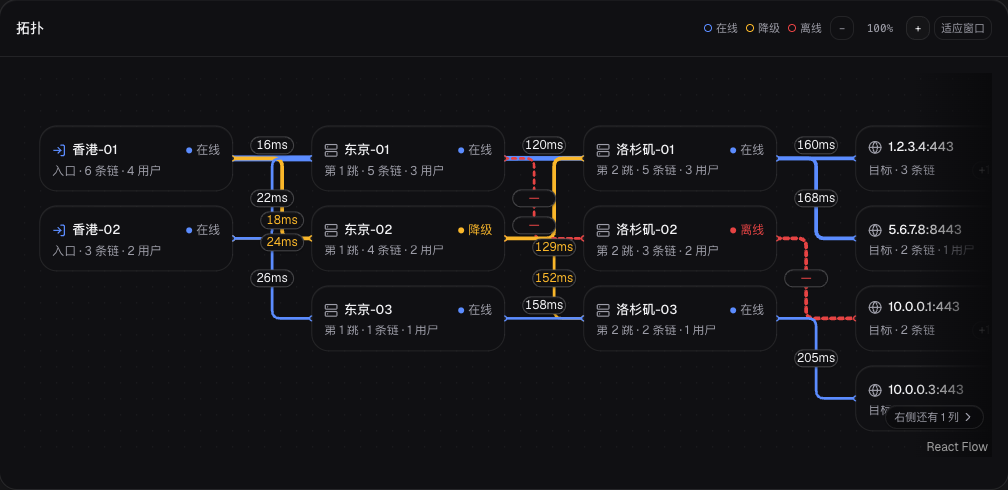 拓扑
在线 降级 离线 − 100% + 适应窗口
香港-01 在线
入口 · 6 条链 · 4 用户
16ms
东京-01 在线
第 1 跳 · 5 条链 · 3 用户
120ms
洛杉矶-01 在线
第 2 跳 · 5 条链 · 3 用户
160ms
1.2.3.4:443
目标 · 3 条链
22ms
18ms
24ms
168ms
香港-02 在线
入口 · 3 条链 · 2 用户
东京-02 降级
第 1 跳 · 4 条链 · 2 用户
—
—
129ms
洛杉矶-02 离线
第 2 跳 · 3 条链 · 2 用户
5.6.7.8:8443
目标 · 2 条链 · 1用户
26ms
152ms
—
158ms
东京-03 在线
第 1 跳 · 1 条链 · 1 用户
洛杉矶-03 在线
第 2 跳 · 2 条链 · 1 用户
10.0.0.1:443
目标 · 2 条链
205ms
10.0.0.3:443
目标
右侧还有 1 列
React Flow